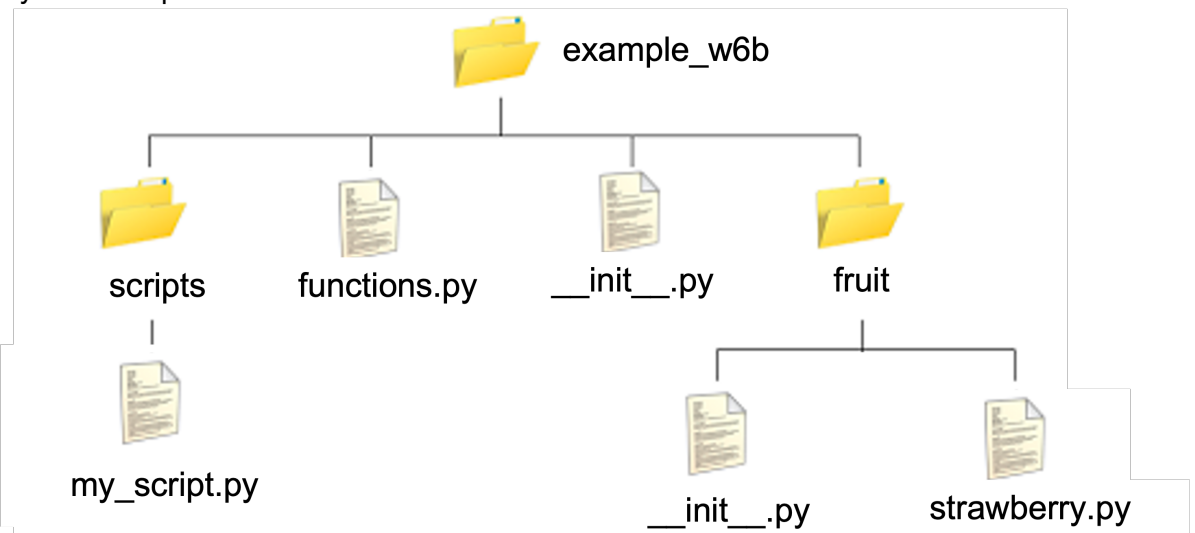 example_w6b
scripts
functions.py
__init__.py
fruit
my_script.py
__init__.py
strawberry.py